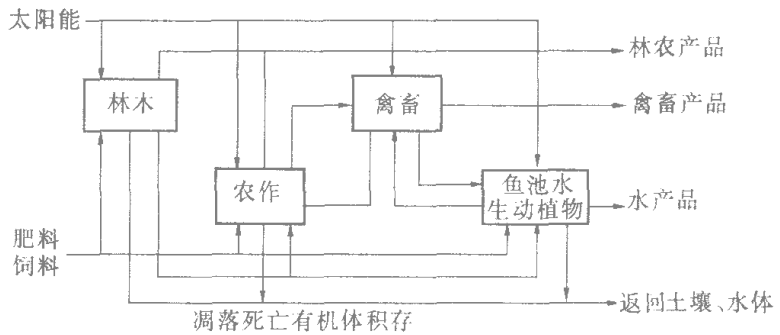 太阳能
林农产品
林木
禽畜
禽畜产品
农作
鱼池水
生动植物
水产品
肥料
饲料
返回土壤、水体
凋落死亡有机体积存